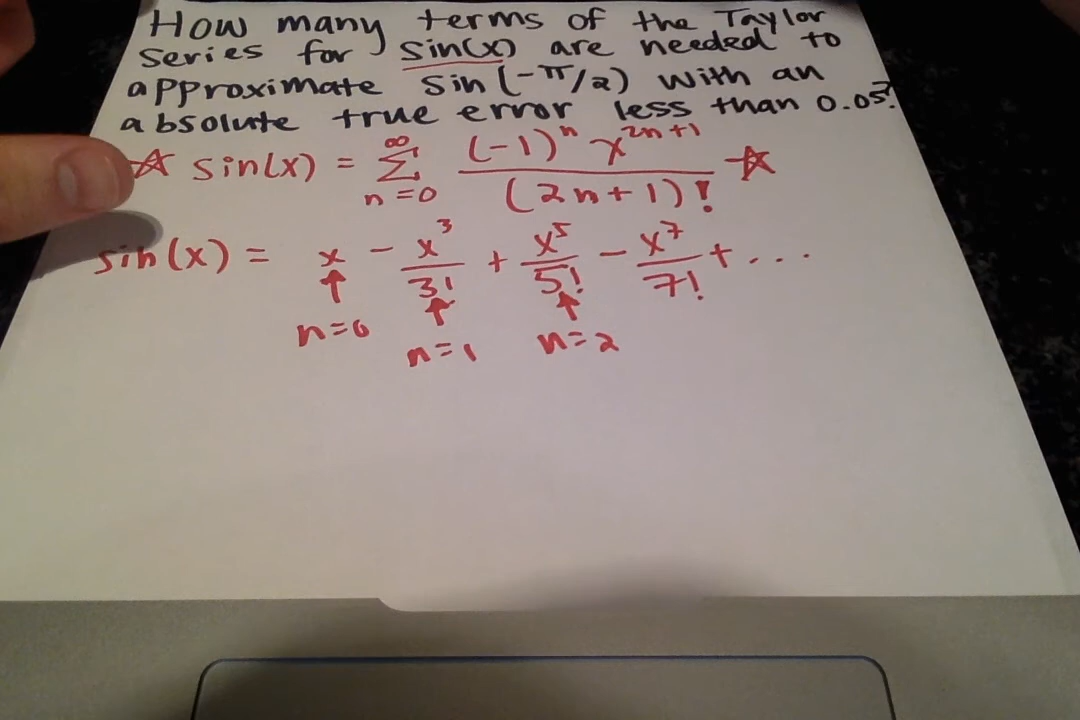 How many terms of the Taylor
series for sin(x) are needed to
approximate sin(-π/2) with an
absolute true error less than 0.05?
☆ sin(x) = ∞ Σ n=0 (-1)^n x^(2n+1) / (2n+1)! ☆
sin(x) = x - x^3/3! + x^5/5! - x^7/7! + ...
↑ ↑ ↑
n=0 n=1 n=2